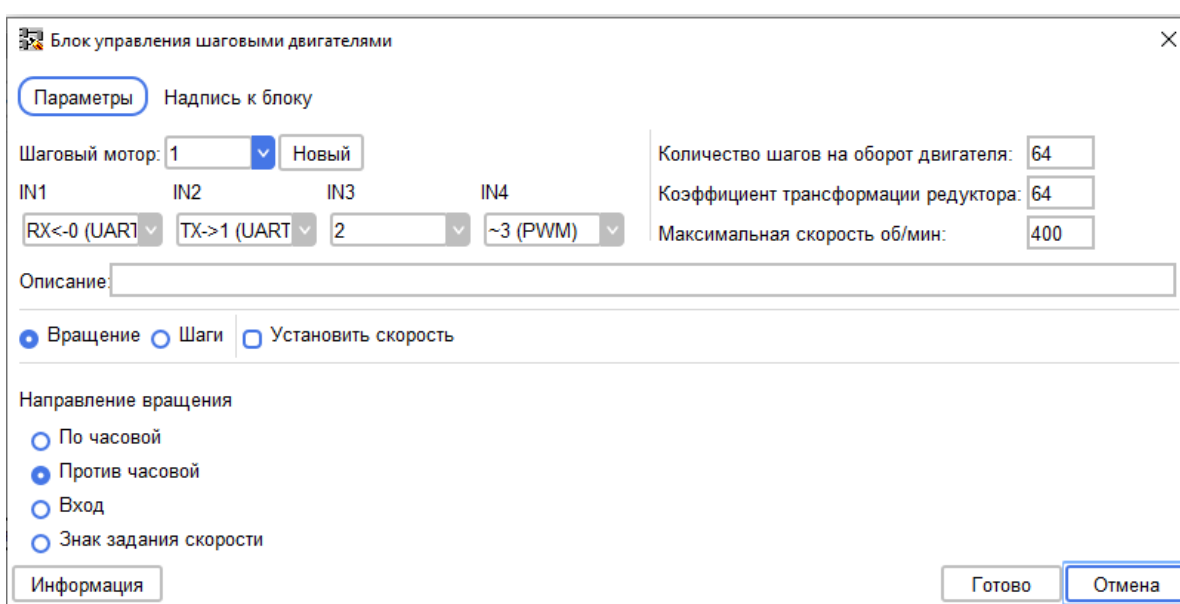 Блок управления шаговыми двигателями
Параметры Надпись к блоку
Шаговый мотор: 1 Новый Количество шагов на оборот двигателя: 64
IN1 IN2 IN3 IN4 Коэффициент трансформации редуктора: 64
RX<-0 (UART TX->1 (UART 2 ~3 (PWM) Максимальная скорость об/мин: 400
Описание:
Вращение Шаги Установить скорость
Направление вращения
По часовой
Против часовой
Вход
Знак задания скорости
Информация Готово Отмена